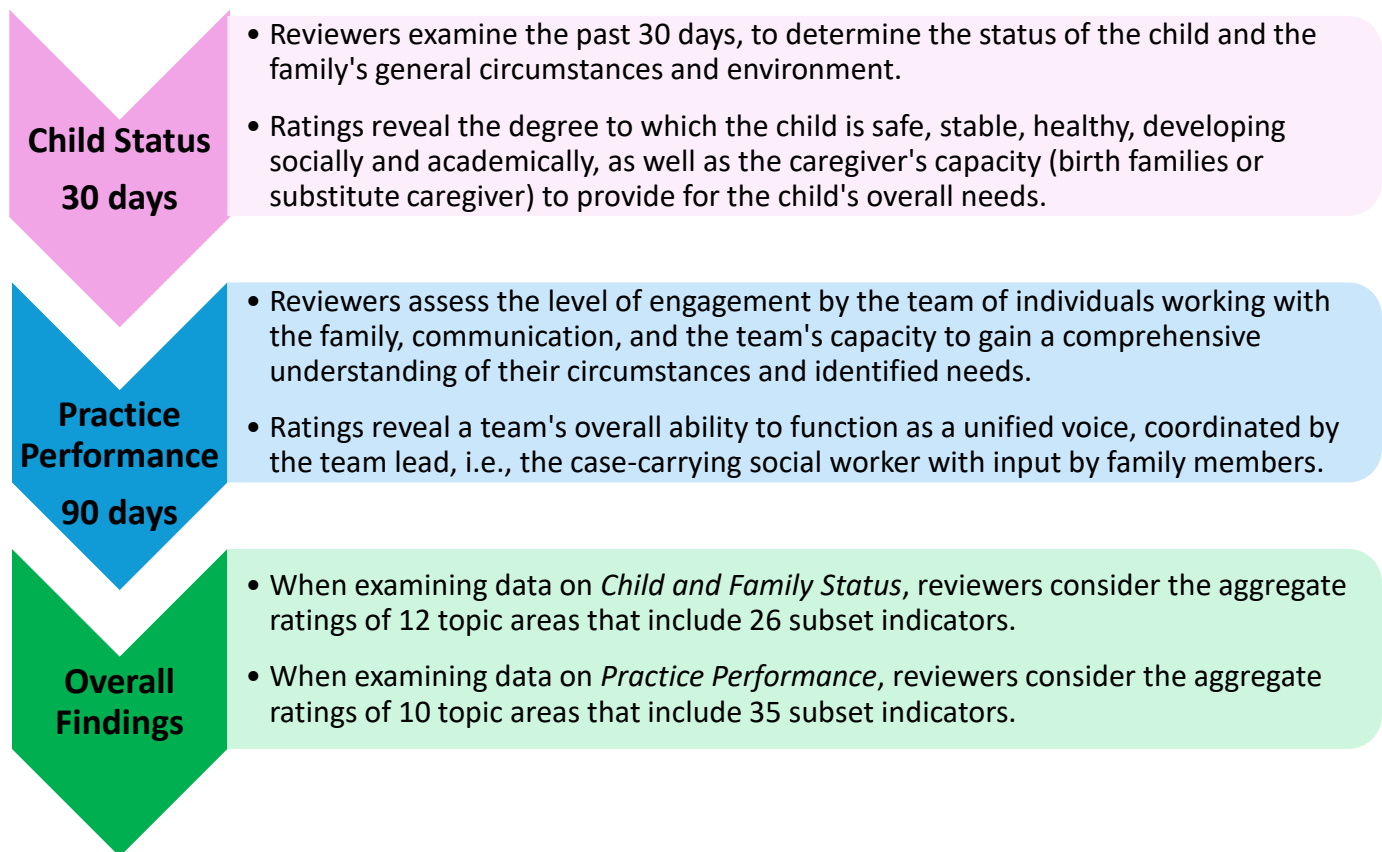 Child Status
30 days
• Reviewers examine the past 30 days, to determine the status of the child and the
family's general circumstances and environment.
• Ratings reveal the degree to which the child is safe, stable, healthy, developing
socially and academically, as well as the caregiver's capacity (birth families or
substitute caregiver) to provide for the child's overall needs.
Practice
Performance
90 days
• Reviewers assess the level of engagement by the team of individuals working with
the family, communication, and the team's capacity to gain a comprehensive
understanding of their circumstances and identified needs.
• Ratings reveal a team's overall ability to function as a unified voice, coordinated by
the team lead, i.e., the case-carrying social worker with input by family members.
Overall
Findings
• When examining data on Child and Family Status, reviewers consider the aggregate
ratings of 12 topic areas that include 26 subset indicators.
• When examining data on Practice Performance, reviewers consider the aggregate
ratings of 10 topic areas that include 35 subset indicators.